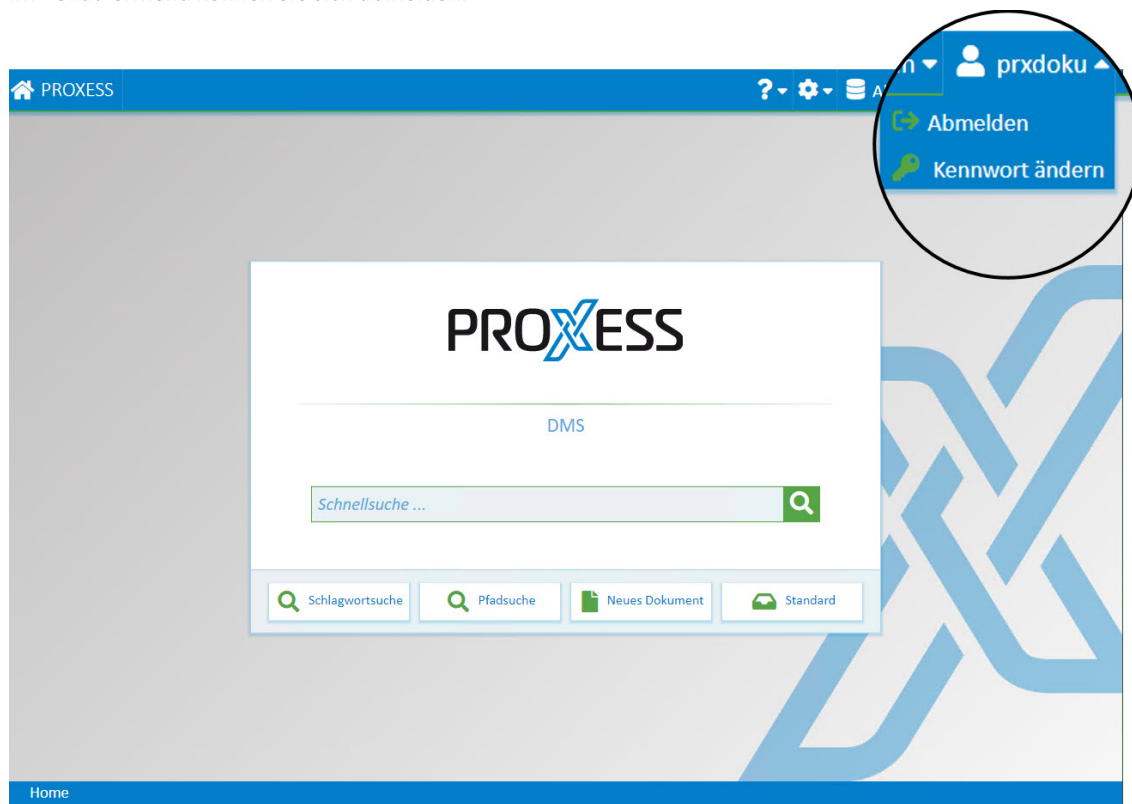 PROXESS
prxdoku
Abmelden
Kennwort ändern
PROXESS
DMS
Schnellsuche ...
Schlagwortsuche
Pfadsuche
Neues Dokument
Standard
Home